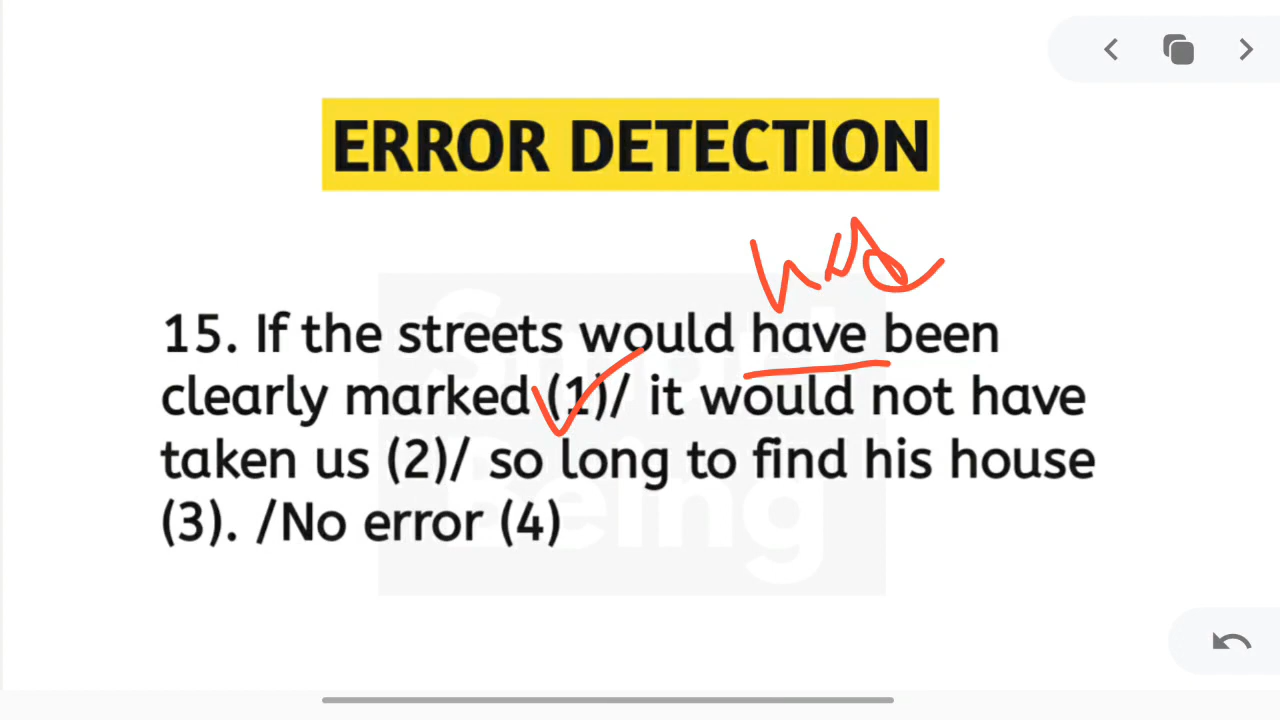 ERROR DETECTION
had
15. If the streets would have been
clearly marked (1)/ it would not have
taken us (2)/ so long to find his house
(3). /No error (4)